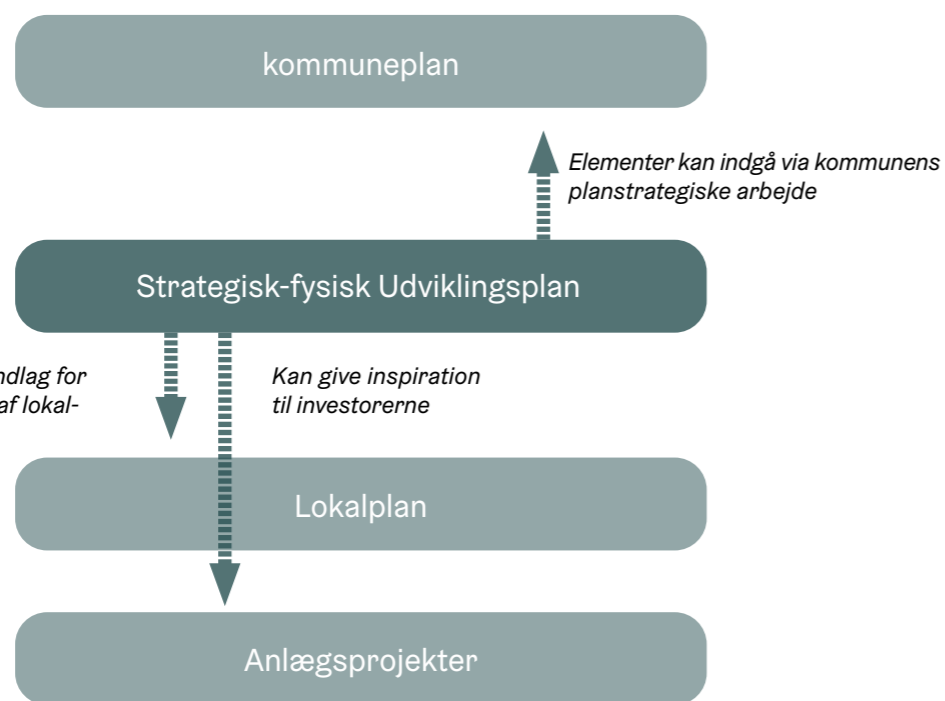 kommuneplan
Elementer kan indgå via kommunens
planstrategiske arbejde
Strategisk-fysisk Udviklingsplan
for
af lokal-
Kan give inspiration
til investorerne
Lokalplan
Anlægsprojekter